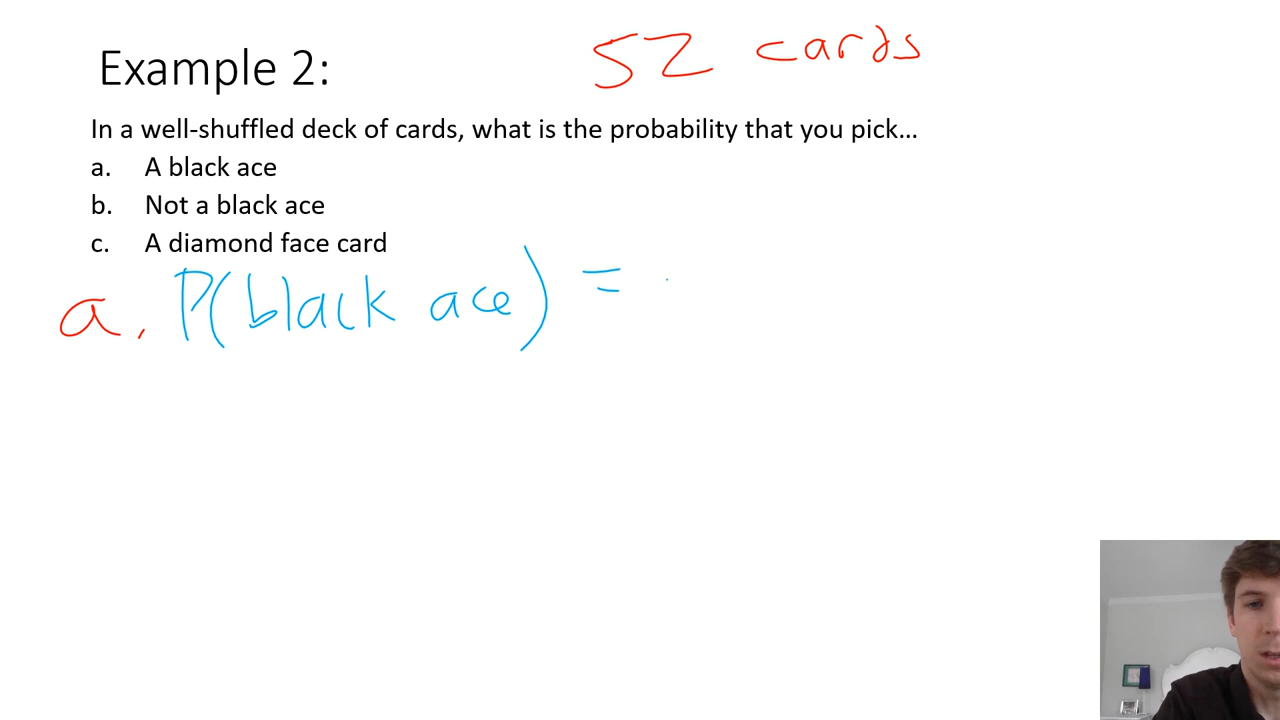 52 cards
Example 2:
In a well-shuffled deck of cards, what is the probability that you pick...
a. A black ace
b. Not a black ace
c. A diamond face card
a. P(black ace) =